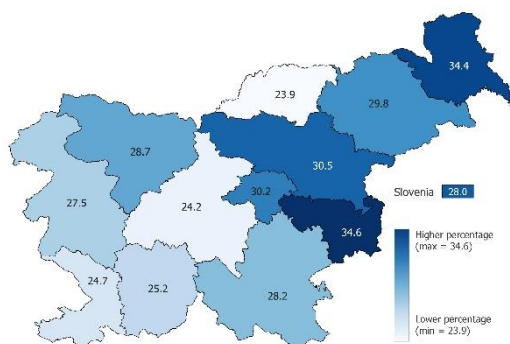 34.4
23.9
29.8
28.7
30.5
30.2
Slovenia 28.0
27.5
24.2
34.6
Higher percentage
(max = 34.6)
24.7
25.2
28.2
Lower percentage
(min = 23.9)